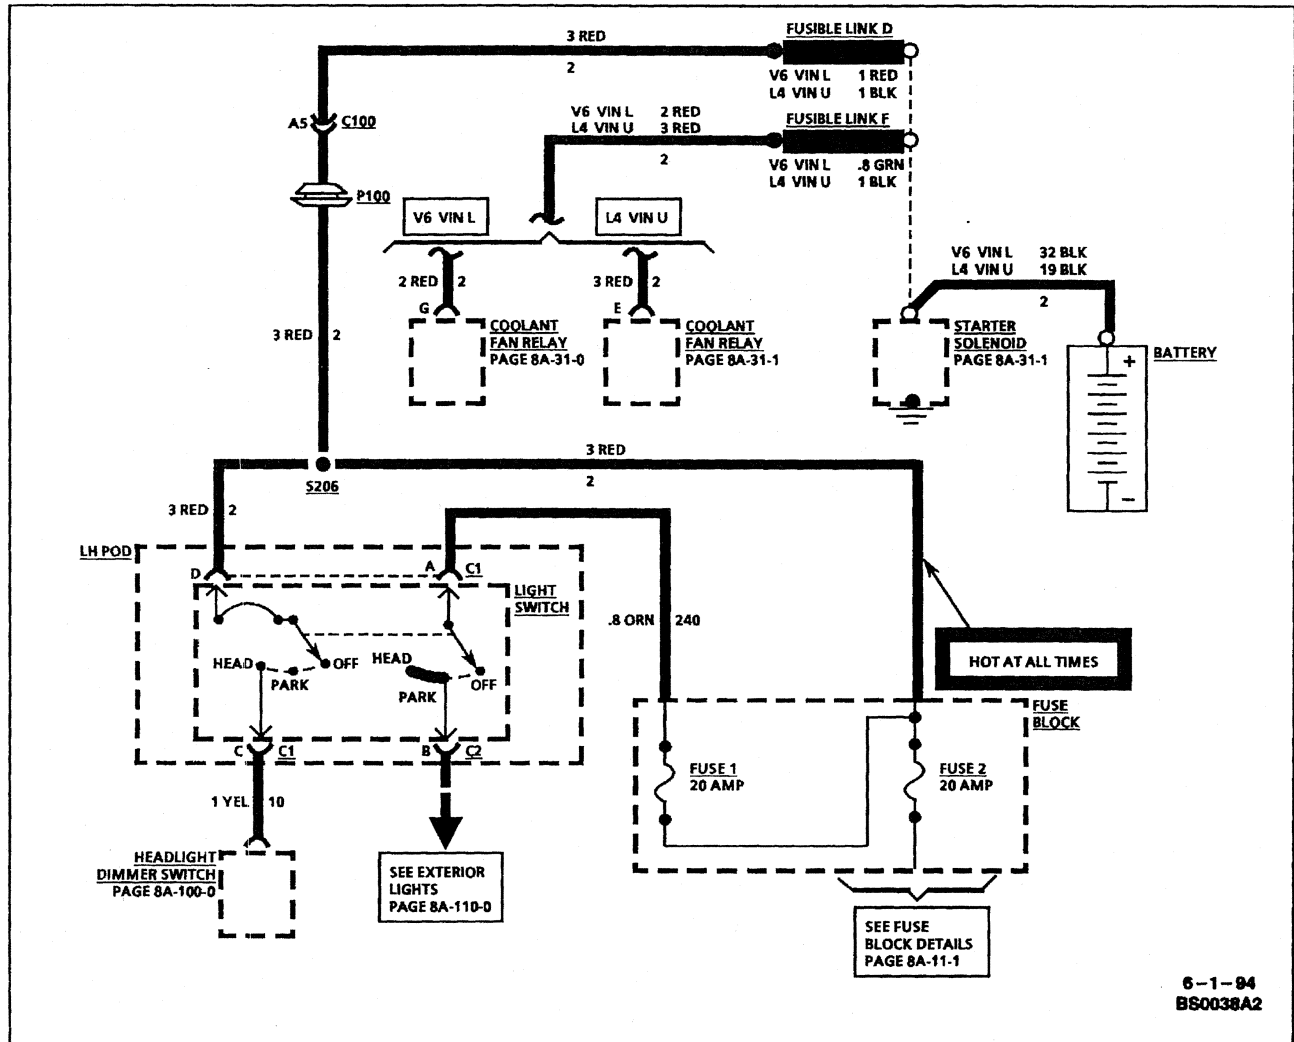 FUSIBLE LINK D
3 RED
2
V6 VIN L 1 RED
L4 VIN U 1 BLK
V6 VIN L 2 RED
L4 VIN U 3 RED
2
FUSIBLE LINK F
V6 VIN L .8 GRN
L4 VIN U 1 BLK
A5 C100
P100
V6 VIN L
L4 VIN U
2 RED 2
3 RED 2
G
E
COOLANT
FAN RELAY
PAGE 8A-31-0
COOLANT
FAN RELAY
PAGE 8A-31-1
V6 VIN L 32 BLK
L4 VIN U 19 BLK
2
STARTER
SOLENOID
PAGE 8A-31-1
BATTERY
+
−
3 RED 2
3 RED
2
S206
3 RED 2
LH POD
D
A C1
LIGHT
SWITCH
HEAD
PARK
OFF
HEAD
PARK
OFF
C C1
B C2
.8 ORN 240
HOT AT ALL TIMES
FUSE
BLOCK
FUSE 1
20 AMP
FUSE 2
20 AMP
1 YEL 10
HEADLIGHT
DIMMER SWITCH
PAGE 8A-100-0
SEE EXTERIOR
LIGHTS
PAGE 8A-110-0
SEE FUSE
BLOCK DETAILS
PAGE 8A-11-1
6-1-94
BS0038A2